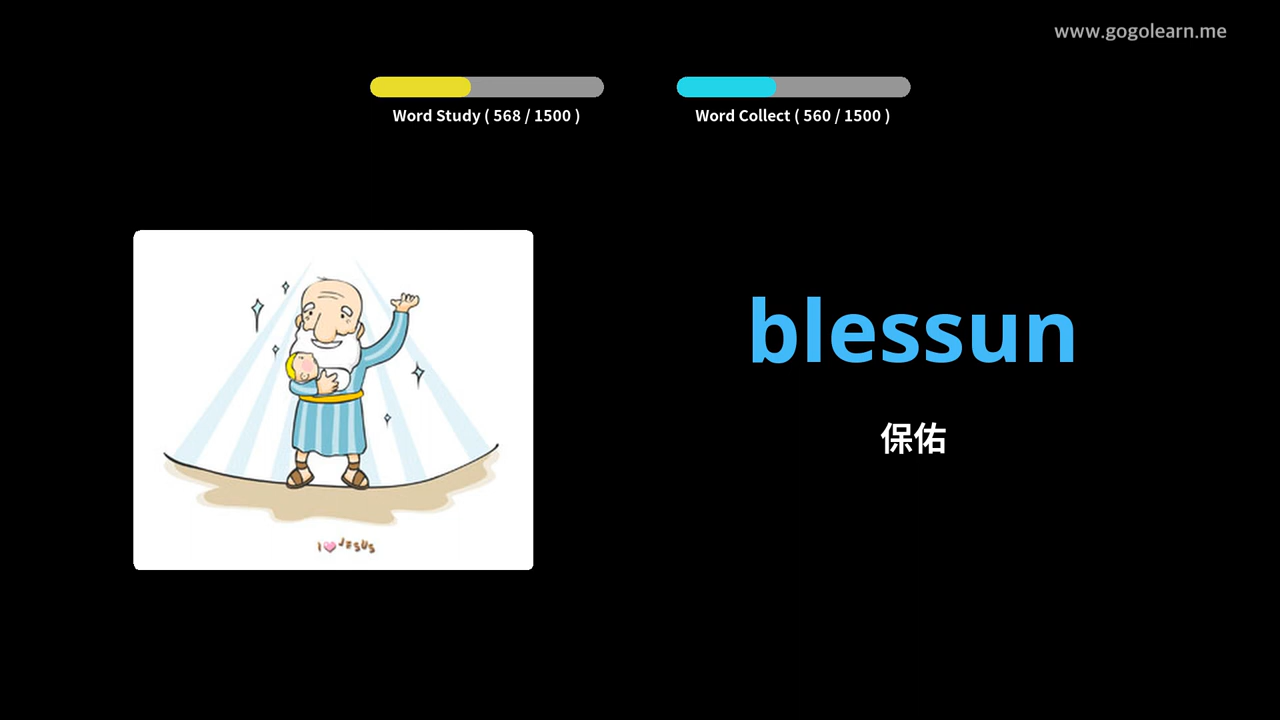 www.gogolearn.me
Word Study ( 568 / 1500 )
Word Collect ( 560 / 1500 )
blessun
保佑
I JESUS